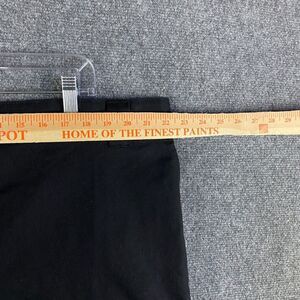 15 16 17 18 19 20 21 22 23 24 25 26 27 28 29
POT HOME OF THE FINEST PAINTS